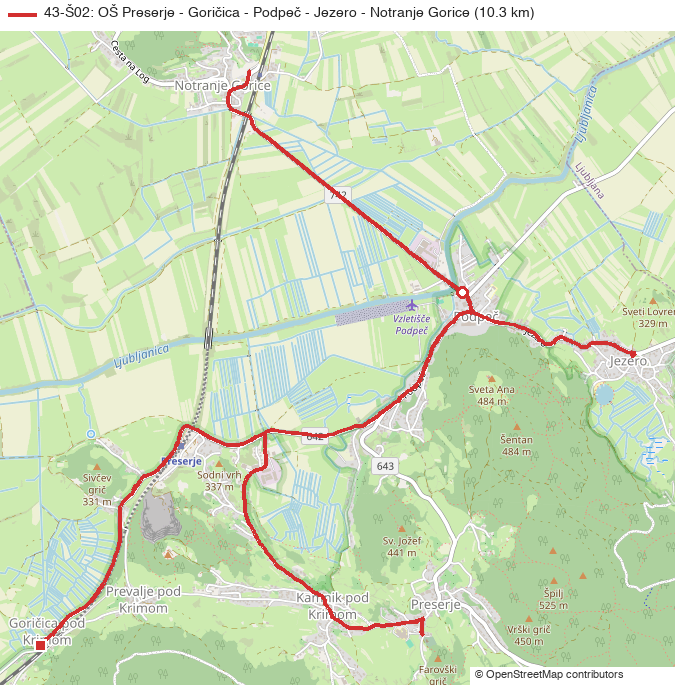 43-Š02: OŠ Preserje - Goričica - Podpeč - Jezero - Notranje Gorice (10.3 km)
Cesta na Log
Notranje Gorice
Ljubljanica
Ljubljana
742
Vzletišče
Podpeč
Podpeč
Sveti Lovrenc
329 m
Jezero
Ljubljanica
Sveta Ana
484 m
Šentan
484 m
642
643
Preserje
Sodni vrh
337 m
Sivčev
grič
331 m
Sv. Jožef
441 m
Prevalje pod
Krimom
Kamnik pod
Krimom
Preserje
Špilj
525 m
Vrški grič
450 m
Goričica pod
Krimom
Farovški
grič
© OpenStreetMap contributors